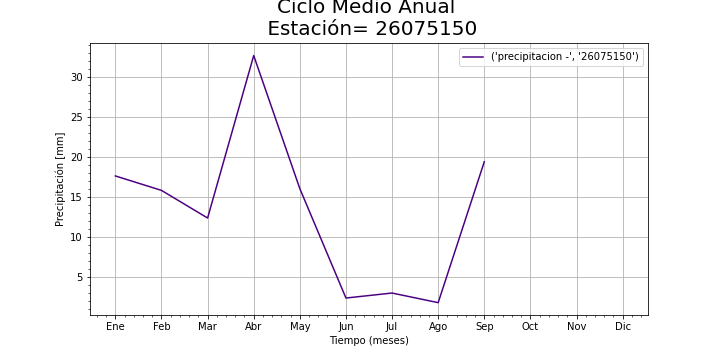 Ciclo Medio Anual
Estación= 26075150
('precipitacion -', '26075150')
Precipitación [mm]
30
25
20
15
10
5
Ene Feb Mar Abr May Jun Jul Ago Sep Oct Nov Dic
Tiempo (meses)